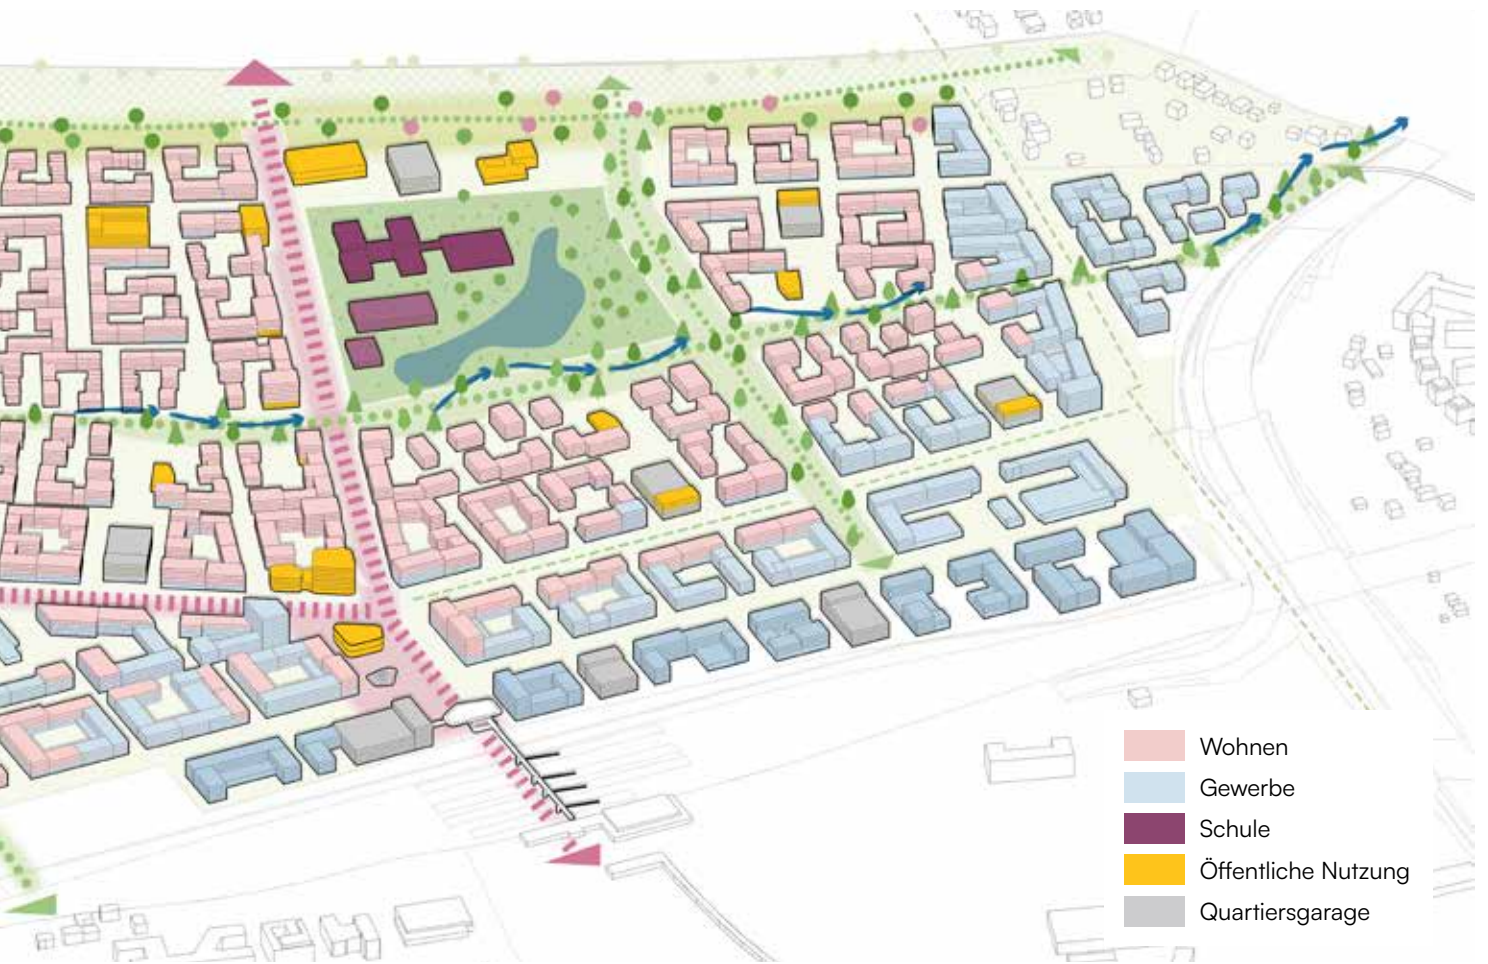 Wohnen
Gewerbe
Schule
Öffentliche Nutzung
Quartiersgarage